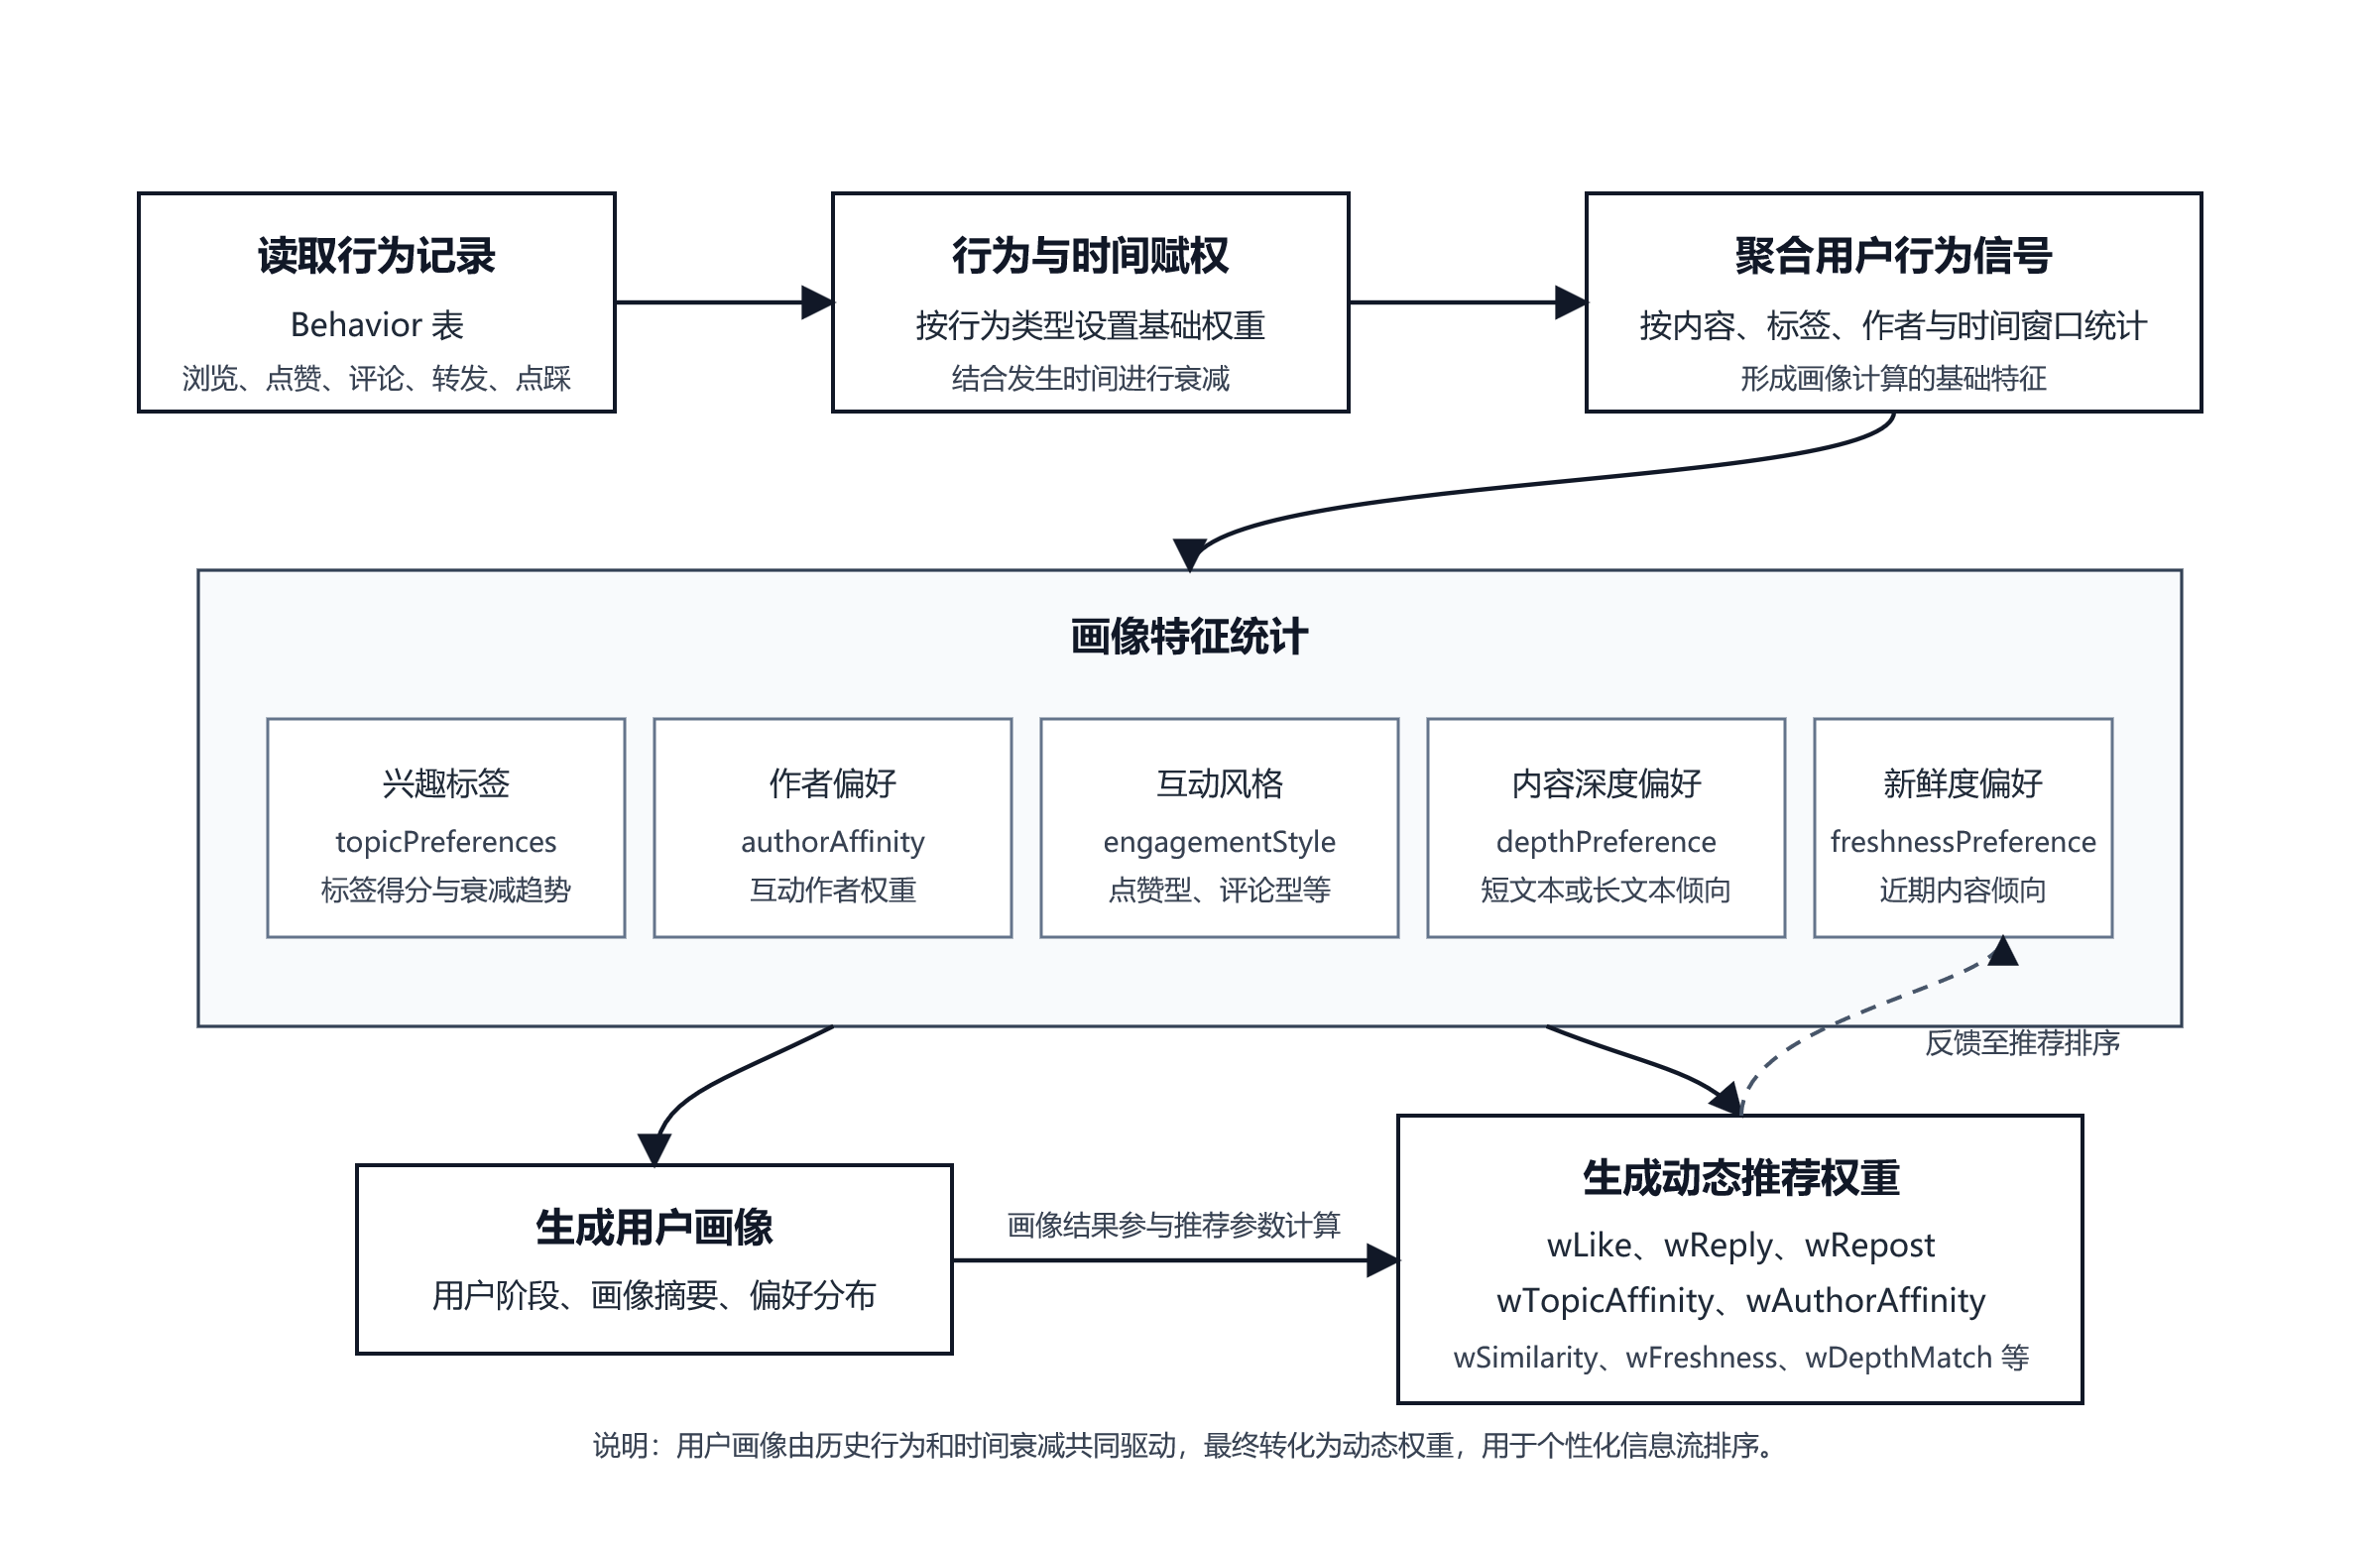 读取行为记录
Behavior 表
浏览、点赞、评论、转发、点踩
行为与时间赋权
按行为类型设置基础权重
结合发生时间进行衰减
聚合用户行为信号
按内容、标签、作者与时间窗口统计
形成画像计算的基础特征
画像特征统计
兴趣标签
topicPreferences
标签得分与衰减趋势
作者偏好
authorAffinity
互动作者权重
互动风格
engagementStyle
点赞型、评论型等
内容深度偏好
depthPreference
短文本或长文本倾向
新鲜度偏好
freshnessPreference
近期内容倾向
反馈至推荐排序
生成用户画像
用户阶段、画像摘要、偏好分布
画像结果参与推荐参数计算
生成动态推荐权重
wLike、wReply、wRepost
wTopicAffinity、wAuthorAffinity
wSimilarity、wFreshness、wDepthMatch 等
说明：用户画像由历史行为和时间衰减共同驱动，最终转化为动态权重，用于个性化信息流排序。